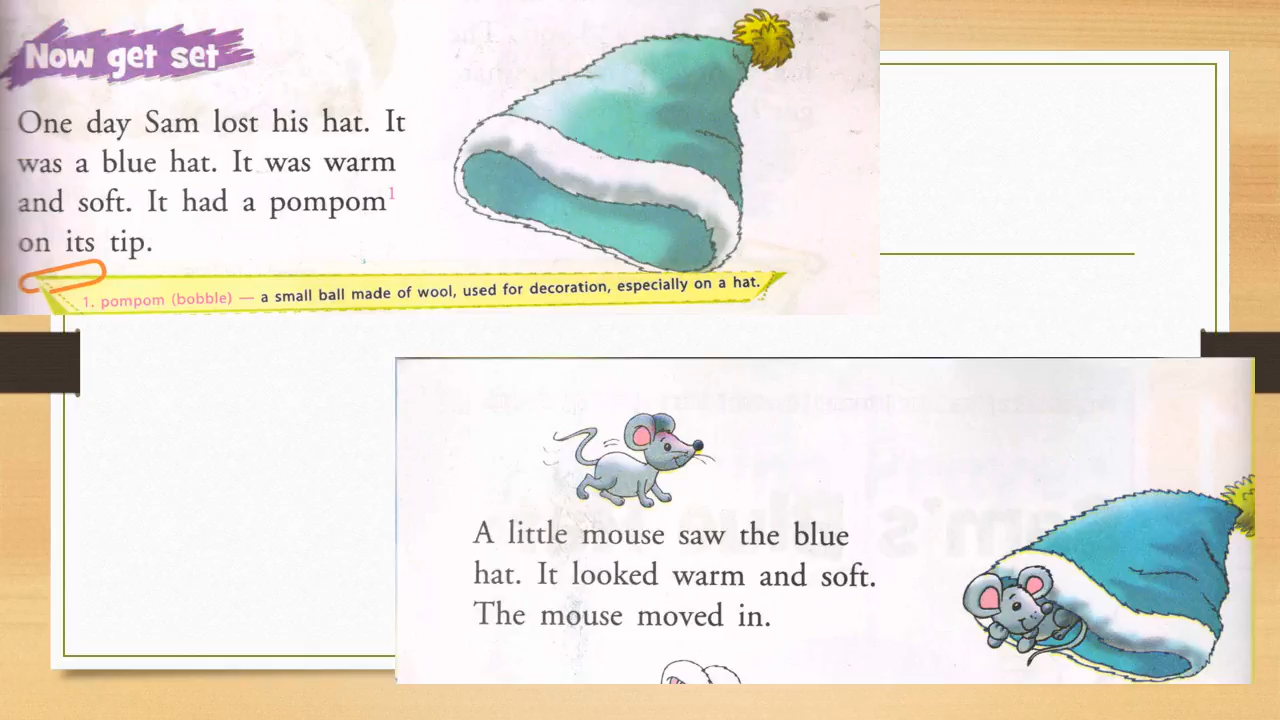 Now get set
One day Sam lost his hat. It
was a blue hat. It was warm
and soft. It had a pompom¹
on its tip.
1. pompom (bobble) — a small ball made of wool, used for decoration, especially on a hat.
A little mouse saw the blue
hat. It looked warm and soft.
The mouse moved in.